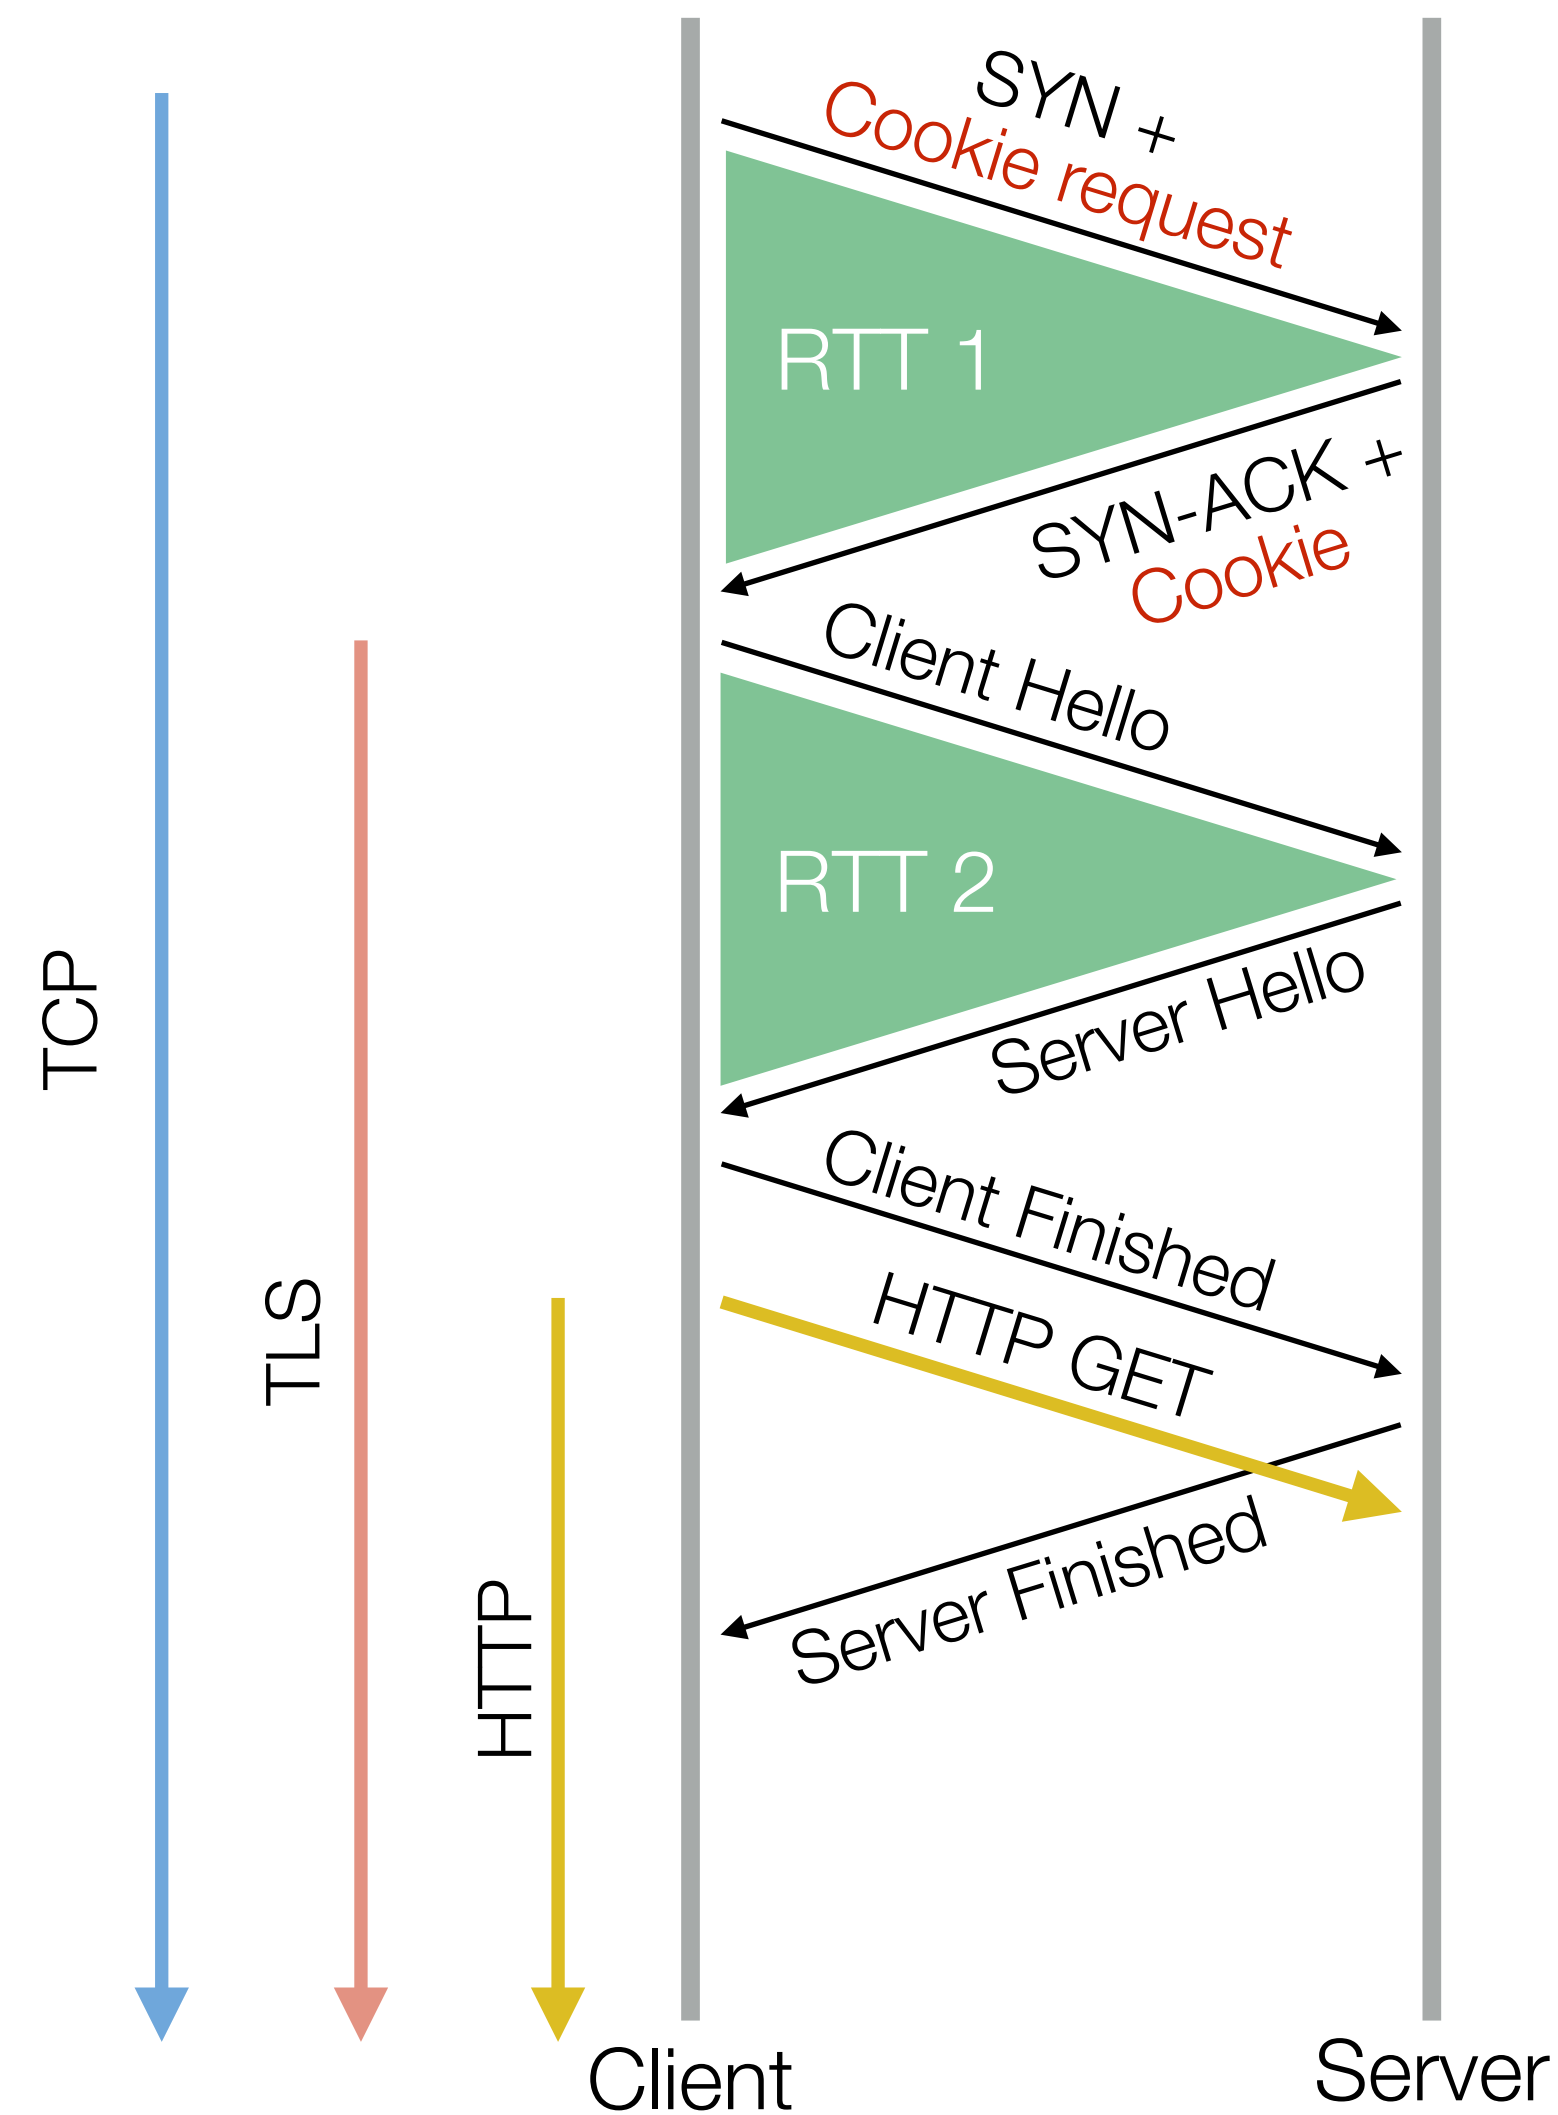 SYN +
Cookie request
RTT 1
SYN-ACK +
Cookie
Client Hello
RTT 2
Server Hello
Client Finished
HTTP GET
Server Finished
TCP
TLS
HTTP
Client
Server